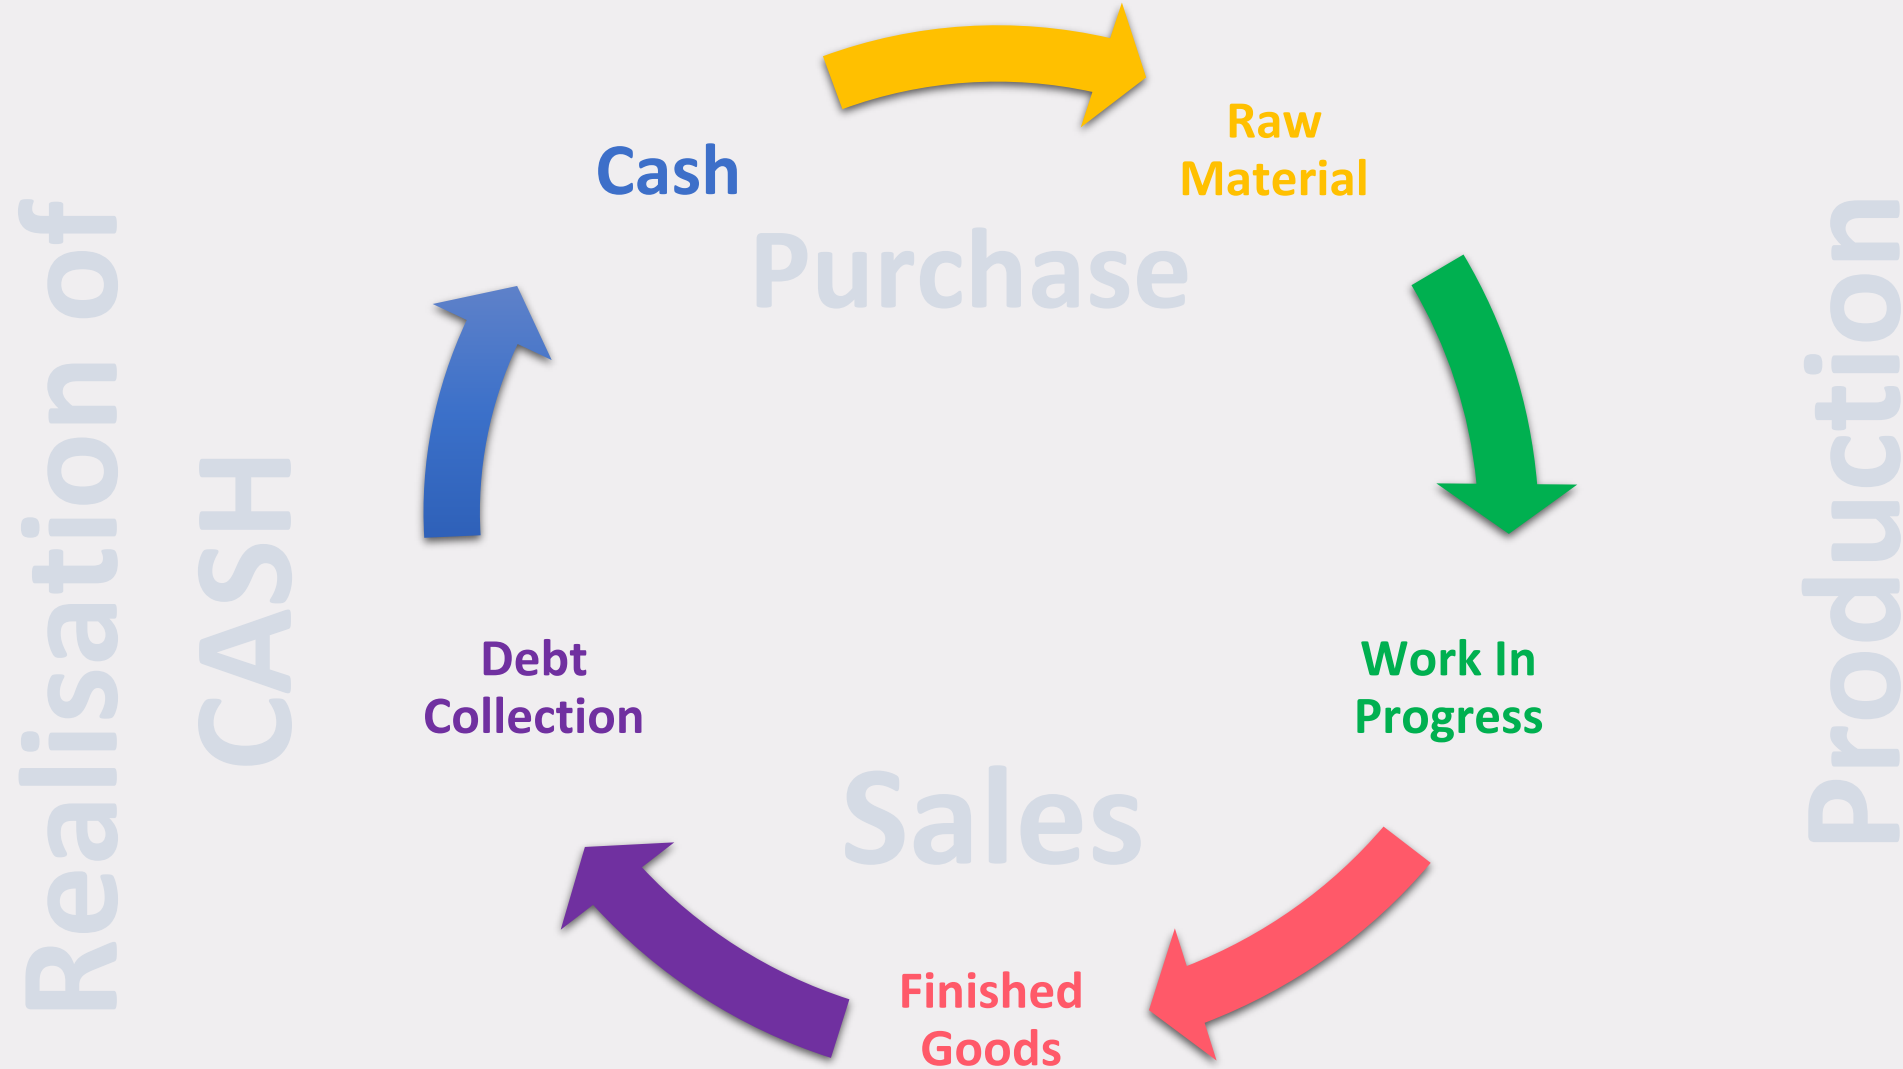 Cash
Raw
Material
Purchase
Realisation of
CASH
Production
Debt
Collection
Work In
Progress
Sales
Finished
Goods